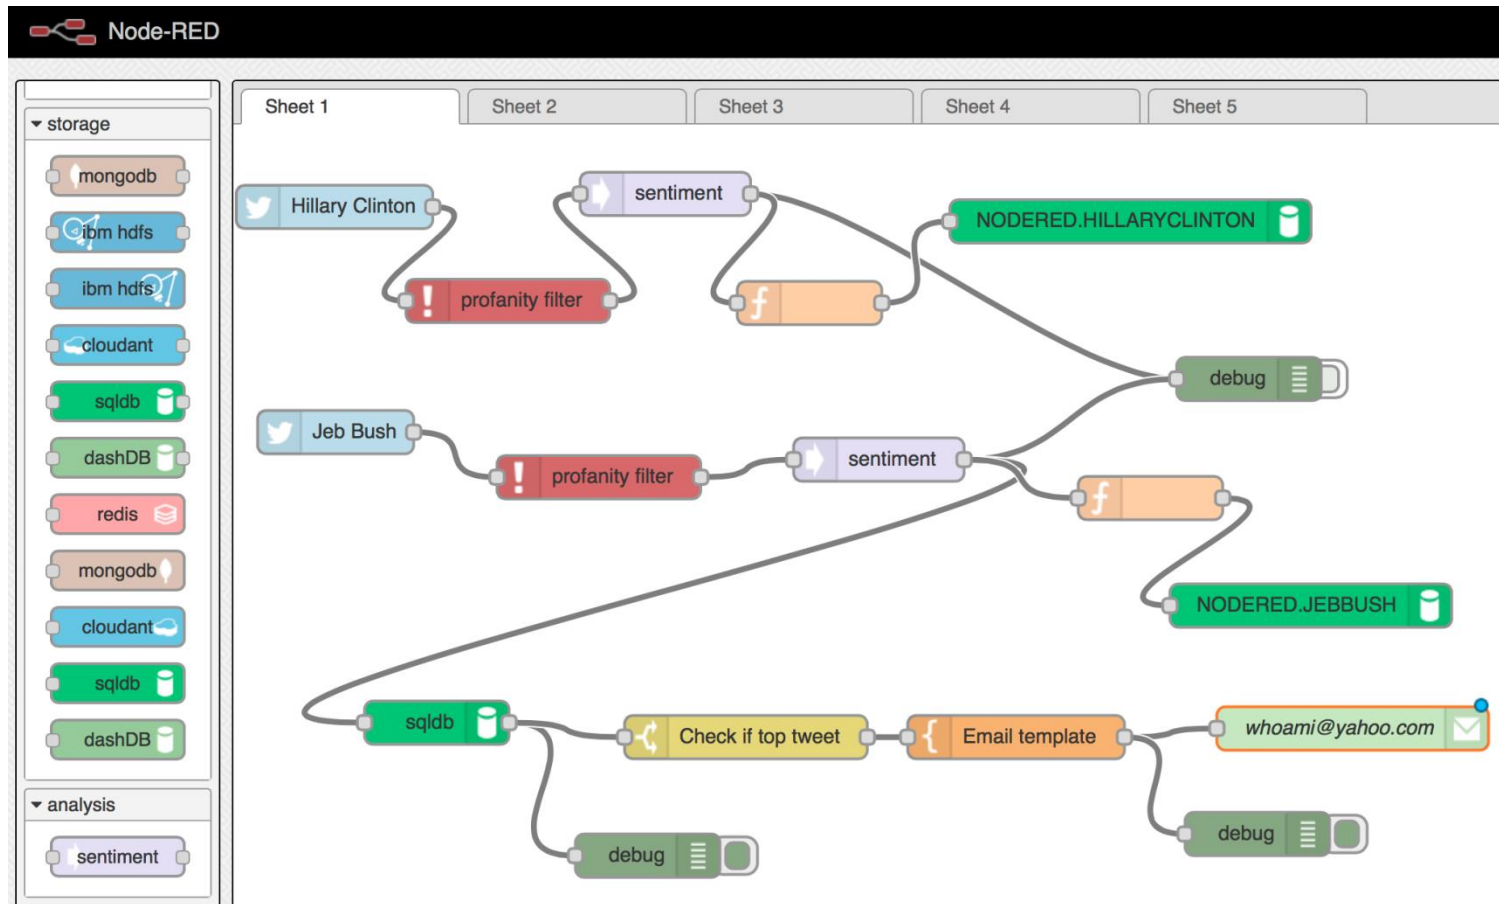 Node-RED
storage
mongodb
ibm hdfs
ibm hdfs
cloudant
sqldb
dashDB
redis
mongodb
cloudant
sqldb
dashDB
analysis
sentiment
Sheet 1
Sheet 2
Sheet 3
Sheet 4
Sheet 5
Hillary Clinton
sentiment
NODERED.HILLARYCLINTON
profanity filter
debug
Jeb Bush
profanity filter
sentiment
NODERED.JEBBUSH
sqldb
Check if top tweet
Email template
whoami@yahoo.com
debug
debug